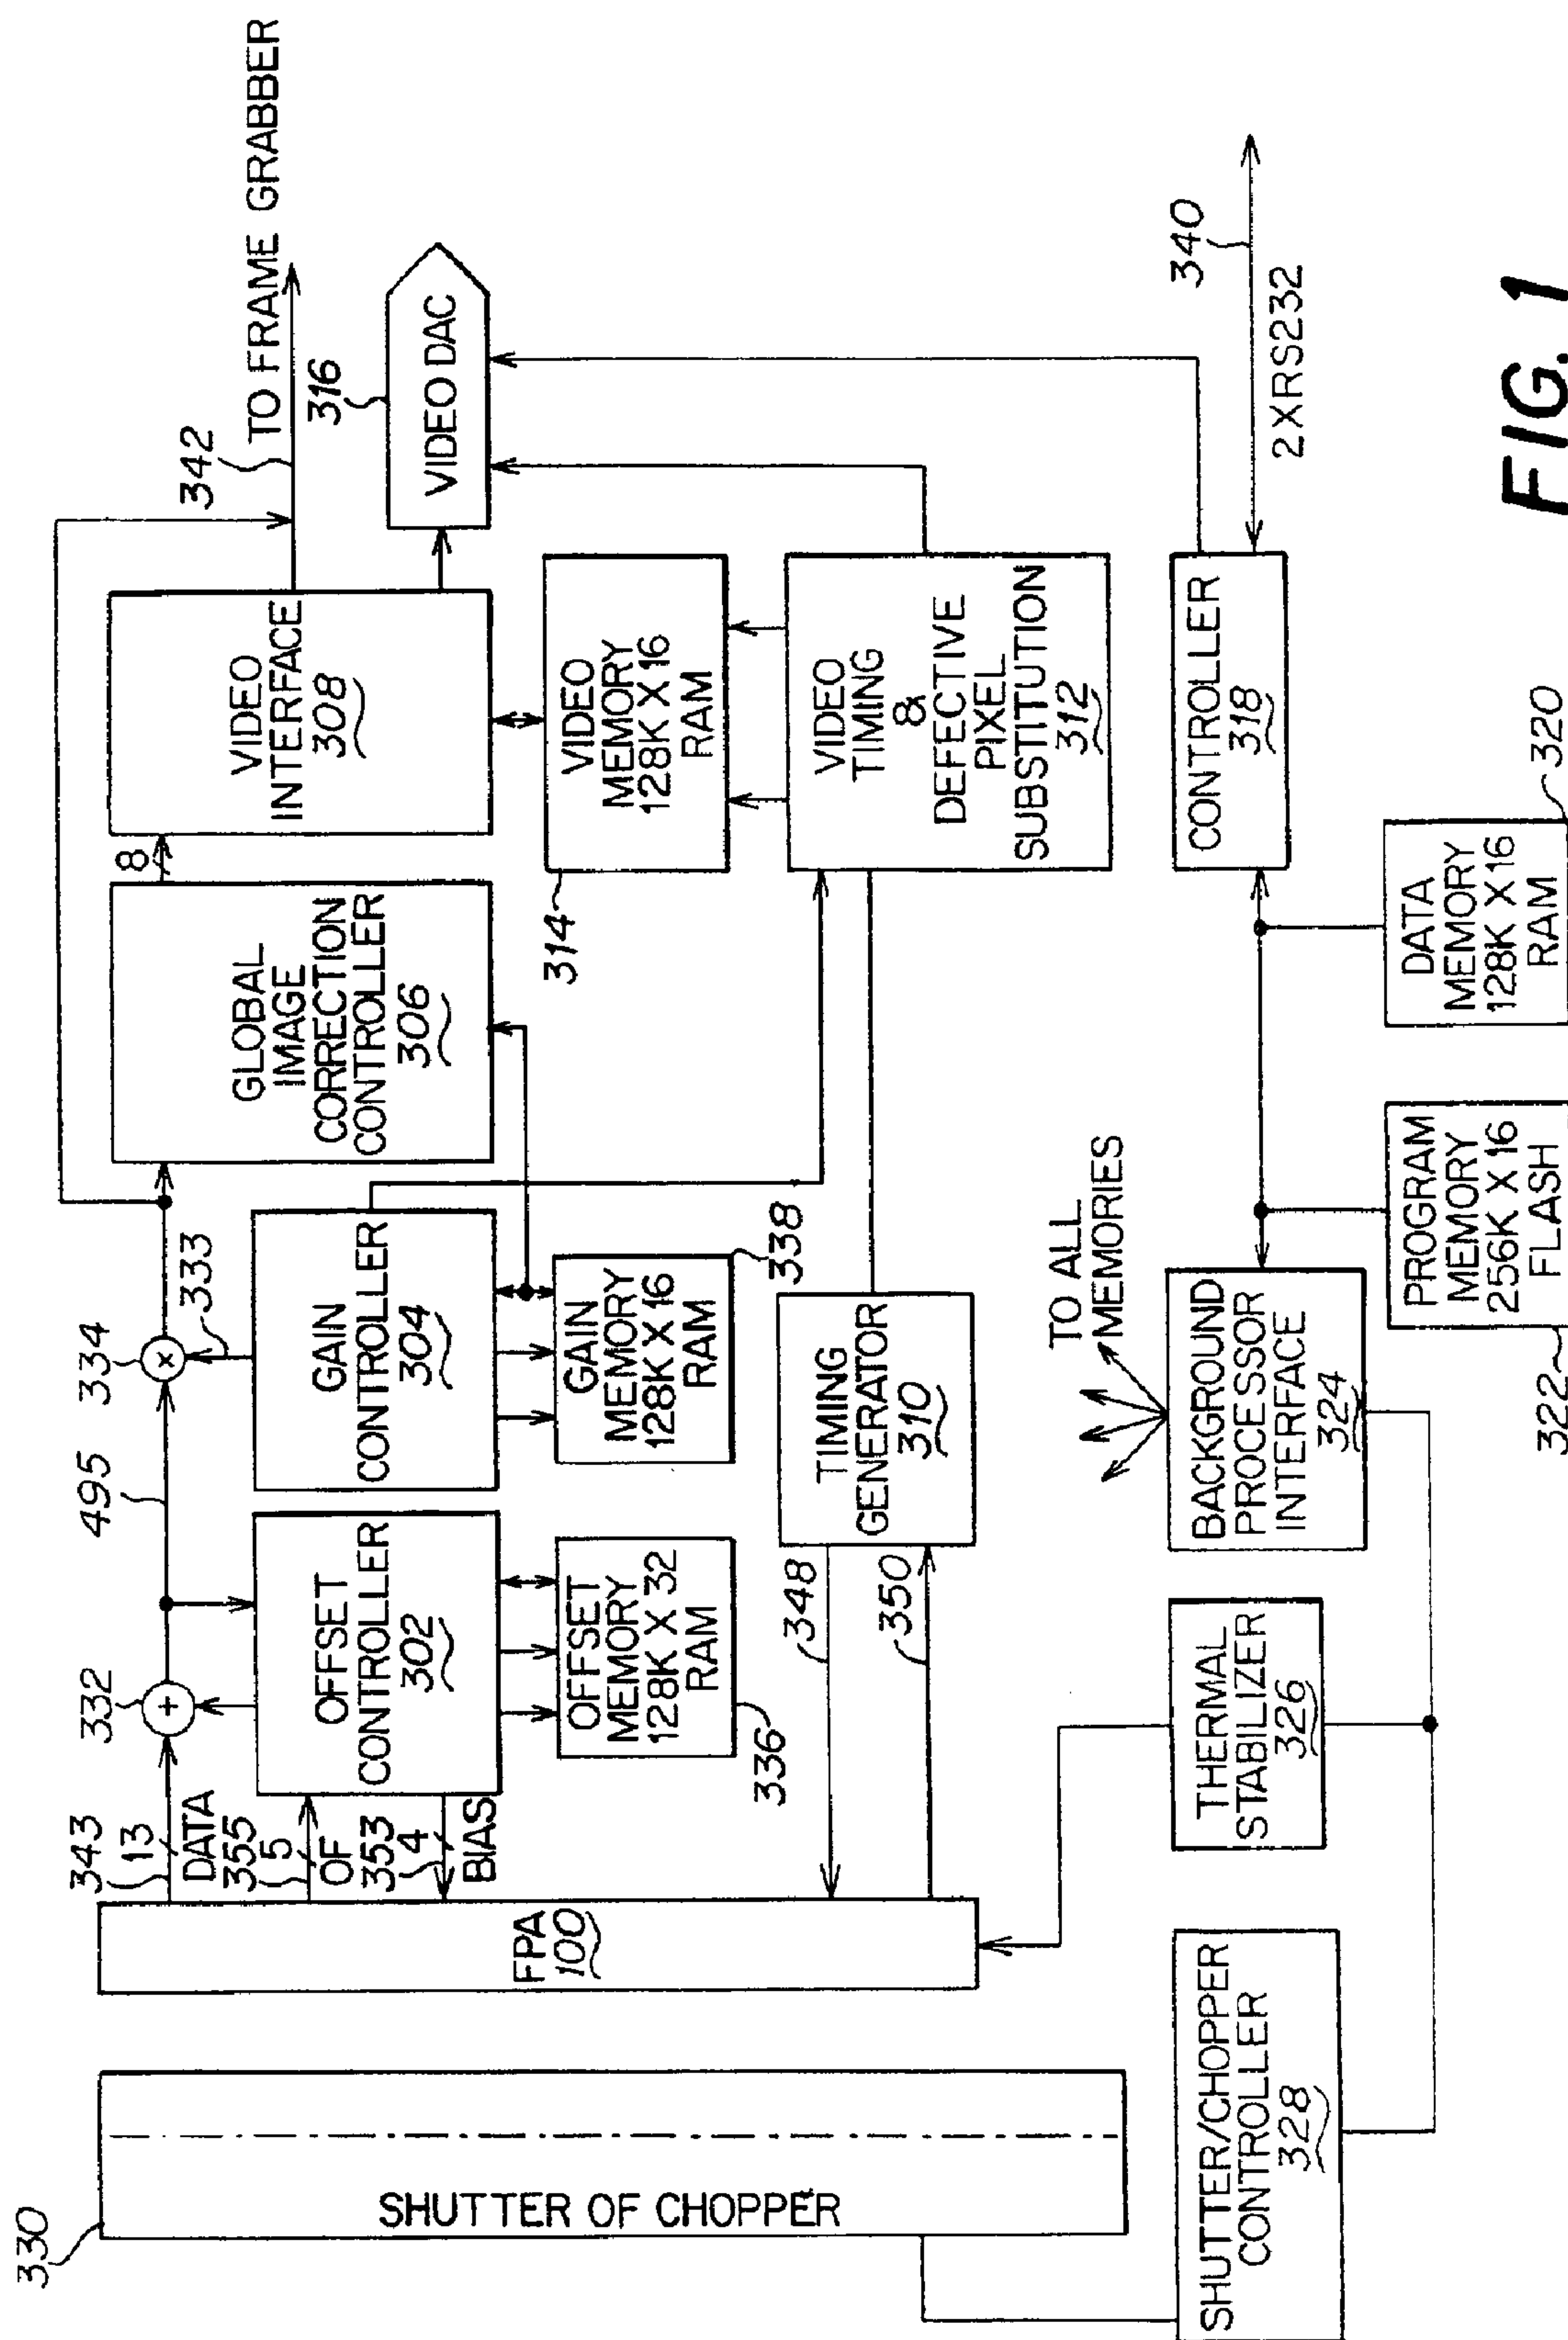 330
SHUTTER OF CHOPPER
SHUTTER/CHOPPER
CONTROLLER
328
FPA
100
343
13
DATA
355
5
OF
353
4
BIAS
332
+
495
334
X
333
OFFSET
CONTROLLER
302
OFFSET
MEMORY
128K X 32
RAM
336
GAIN
CONTROLLER
304
GAIN
MEMORY
128K X 16
RAM
338
348
350
TIMING
GENERATOR
310
THERMAL
STABILIZER
326
TO ALL
MEMORIES
BACKGROUND
PROCESSOR
INTERFACE
324
GLOBAL
IMAGE
CORRECTION
CONTROLLER
306
8
VIDEO
INTERFACE
308
342
TO FRAME GRABBER
316
VIDEO DAC
VIDEO
MEMORY
128K X 16
RAM
314
VIDEO
TIMING
&
DEFECTIVE
PIXEL
SUBSTITUTION
312
CONTROLLER
318
340
2XRS232
PROGRAM
MEMORY
256K X 16
FLASH
322
DATA
MEMORY
128K X 16
RAM
320
FIG. 1